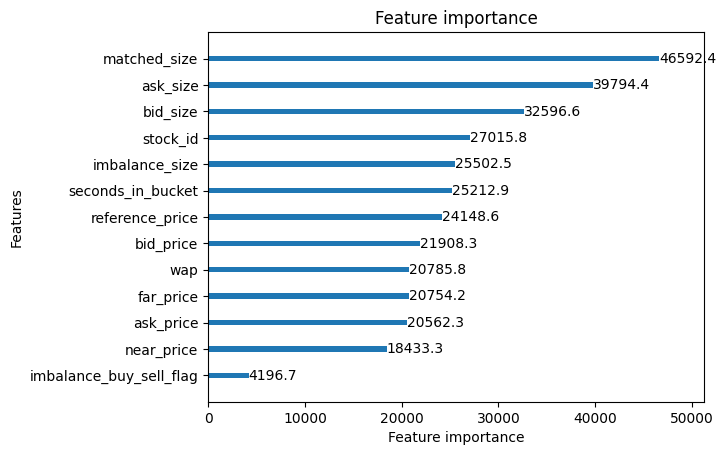 Feature importance
matched_size 46592.4
ask_size 39794.4
bid_size 32596.6
stock_id 27015.8
imbalance_size 25502.5
seconds_in_bucket 25212.9
reference_price 24148.6
bid_price 21908.3
wap 20785.8
far_price 20754.2
ask_price 20562.3
near_price 18433.3
imbalance_buy_sell_flag 4196.7
Features
0 10000 20000 30000 40000 50000
Feature importance